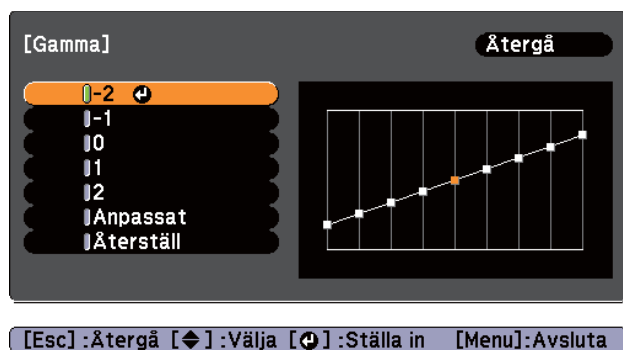 [Gamma]
Återgå
-2
-1
0
1
2
Anpassat
Återställ
[Esc] :Återgå [◆] :Välja [↵] :Ställa in [Menu]:Avsluta